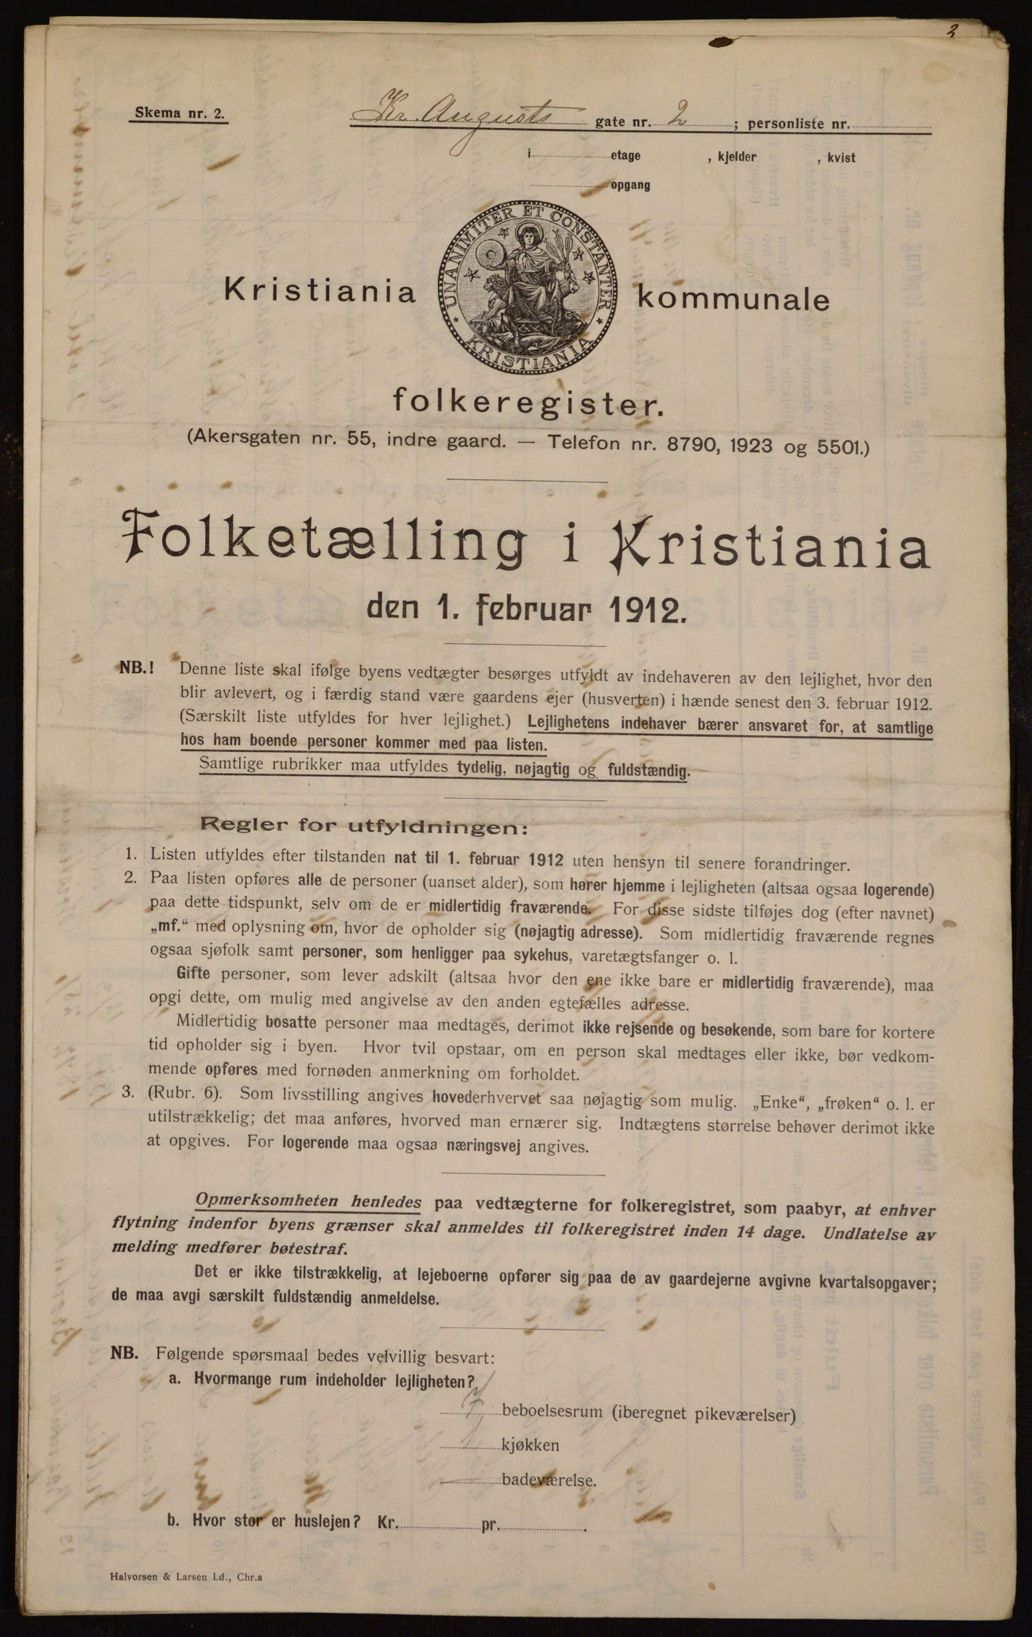 2
Skema nr. 2.
Kr. Augusts gate nr. 2 ; personliste nr.
i etage , kjelder , kvist
opgang
UNANIMITER ET CONSTANTER
KRISTIANIA
Kristiania kommunale
folkeregister.
(Akersgaten nr. 55, indre gaard. — Telefon nr. 8790, 1923 og 5501.)
Folketælling i Kristiania
den 1. februar 1912.
NB.! Denne liste skal ifølge byens vedtægter besørges utfyldt av indehaveren av den lejlighet, hvor den
blir avlevert, og i færdig stand være gaardens ejer (husverten) i hænde senest den 3. februar 1912.
(Særskilt liste utfyldes for hver lejlighet.) Lejlighetens indehaver bærer ansvaret for, at samtlige
hos ham boende personer kommer med paa listen.
Samtlige rubrikker maa utfyldes tydelig, nøjagtig og fuldstændig.
Regler for utfyldningen:
1. Listen utfyldes efter tilstanden nat til 1. februar 1912 uten hensyn til senere forandringer.
2. Paa listen opføres alle de personer (uanset alder), som hører hjemme i lejligheten (altsaa ogsaa logerende)
paa dette tidspunkt, selv om de er midlertidig fraværende. For disse sidste tilføjes dog (efter navnet)
„mf.“ med oplysning om, hvor de opholder sig (nøjagtig adresse). Som midlertidig fraværende regnes
ogsaa sjøfolk samt personer, som henligger paa sykehus, varetægtsfanger o. l.
Gifte personer, som lever adskilt (altsaa hvor den ene ikke bare er midlertidig fraværende), maa
opgi dette, om mulig med angivelse av den anden egtefælles adresse.
Midlertidig bosatte personer maa medtages, derimot ikke rejsende og besøkende, som bare for kortere
tid opholder sig i byen. Hvor tvil opstaar, om en person skal medtages eller ikke, bør vedkom-
mende opføres med fornøden anmerkning om forholdet.
3. (Rubr. 6). Som livsstilling angives hovederhvervet saa nøjagtig som mulig. „Enke“, „frøken“ o. l. er
utilstrækkelig; det maa anføres, hvorved man ernærer sig. Indtægtens størrelse behøver derimot ikke
at opgives. For logerende maa ogsaa næringsvej angives.
Opmerksomheten henledes paa vedtægterne for folkeregistret, som paabyr, at enhver
flytning indenfor byens grænser skal anmeldes til folkeregistret inden 14 dage. Undlatelse av
melding medfører bøtestraf.
Det er ikke tilstrækkelig, at lejeboerne opfører sig paa de av gaardejerne avgivne kvartalsopgaver;
de maa avgi særskilt fuldstændig anmeldelse.
NB. Følgende spørsmaal bedes velvillig besvart:
a. Hvormange rum indeholder lejligheten?
7 beboelsesrum (iberegnet pikeværelser)
kjøkken
badeværelse.
b. Hvor stor er huslejen? Kr. pr. .
Halvorsen & Larsen Ld., Chr.a